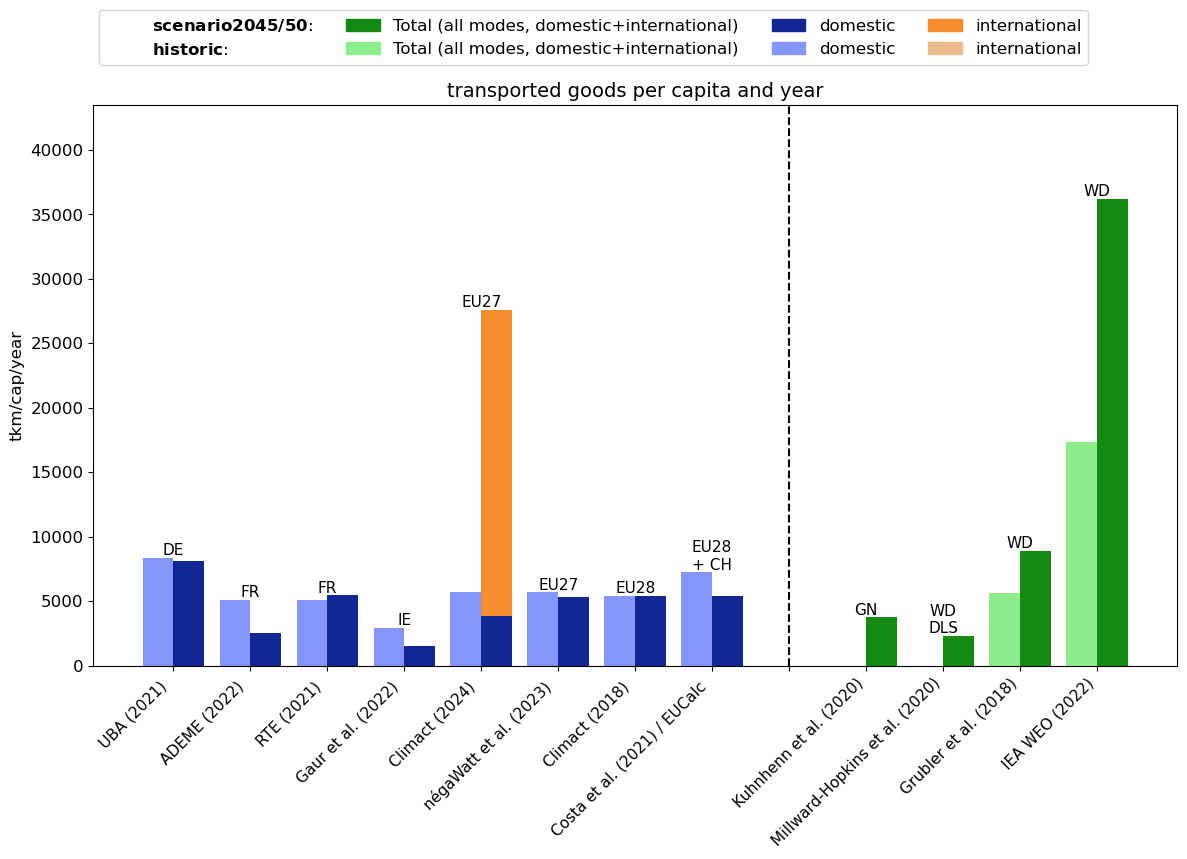 scenario2045/50: Total (all modes, domestic+international) domestic international
historic: Total (all modes, domestic+international) domestic international
transported goods per capita and year
tkm/cap/year
40000
35000
30000
25000
20000
15000
10000
5000
0
DE
FR
FR
IE
EU27
EU27
EU28
EU28
+ CH
GN
WD
DLS
WD
WD
UBA (2021)
ADEME (2022)
RTE (2021)
Gaur et al. (2022)
Climact (2024)
négaWatt et al. (2023)
Climact (2018)
Costa et al. (2021) / EUCalc
Kuhnhenn et al. (2020)
Millward-Hopkins et al. (2020)
Grubler et al. (2018)
IEA WEO (2022)